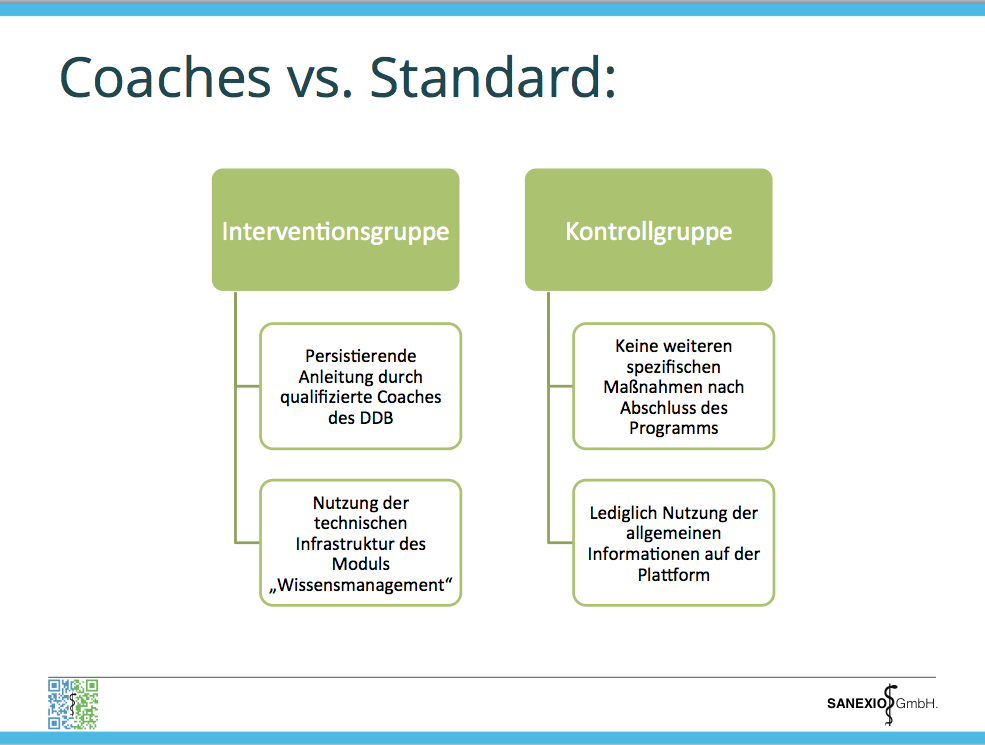 Coaches vs. Standard:
Interventionsgruppe
Persistierende
Anleitung durch
qualifizierte Coaches
des DDB
Nutzung der
technischen
Infrastruktur des
Moduls
„Wissensmanagement“
Kontrollgruppe
Keine weiteren
spezifischen
Maßnahmen nach
Abschluss des
Programms
Lediglich Nutzung der
allgemeinen
Informationen auf der
Plattform
SANEXIO GmbH.